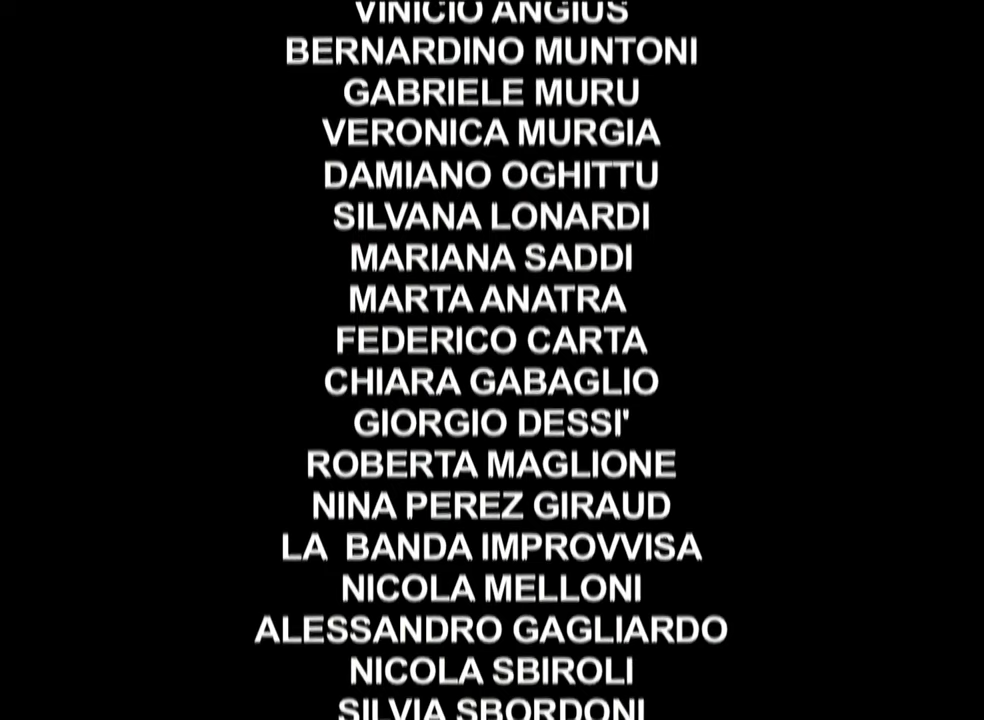 VINICIO ANGIUS
BERNARDINO MUNTONI
GABRIELE MURU
VERONICA MURGIA
DAMIANO OGHITTU
SILVANA LONARDI
MARIANA SADDI
MARTA ANATRA
FEDERICO CARTA
CHIARA GABAGLIO
GIORGIO DESSI'
ROBERTA MAGLIONE
NINA PEREZ GIRAUD
LA  BANDA IMPROVVISA
NICOLA MELLONI
ALESSANDRO GAGLIARDO
NICOLA SBIROLI
SILVIA SBORDONI